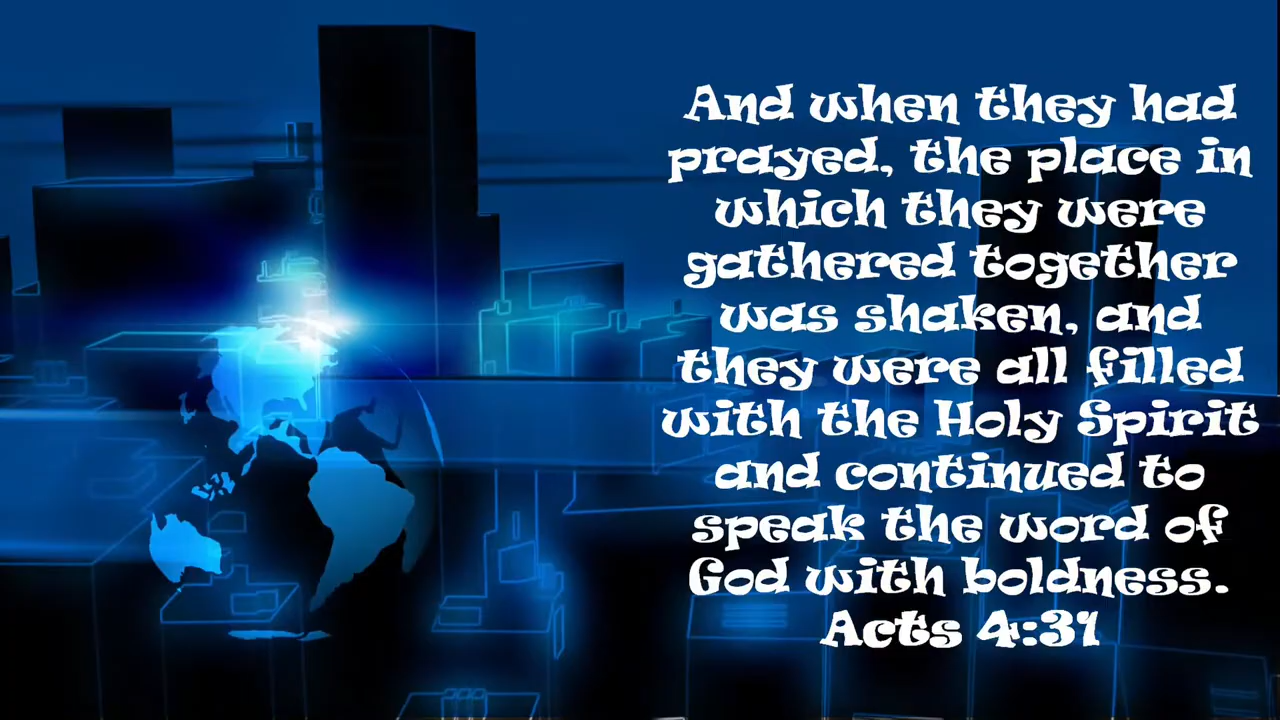 And when they had
prayed, the place in
which they were
gathered together
was shaken, and
they were all filled
with the Holy Spirit
and continued to
speak the word of
God with boldness.
Acts 4:31